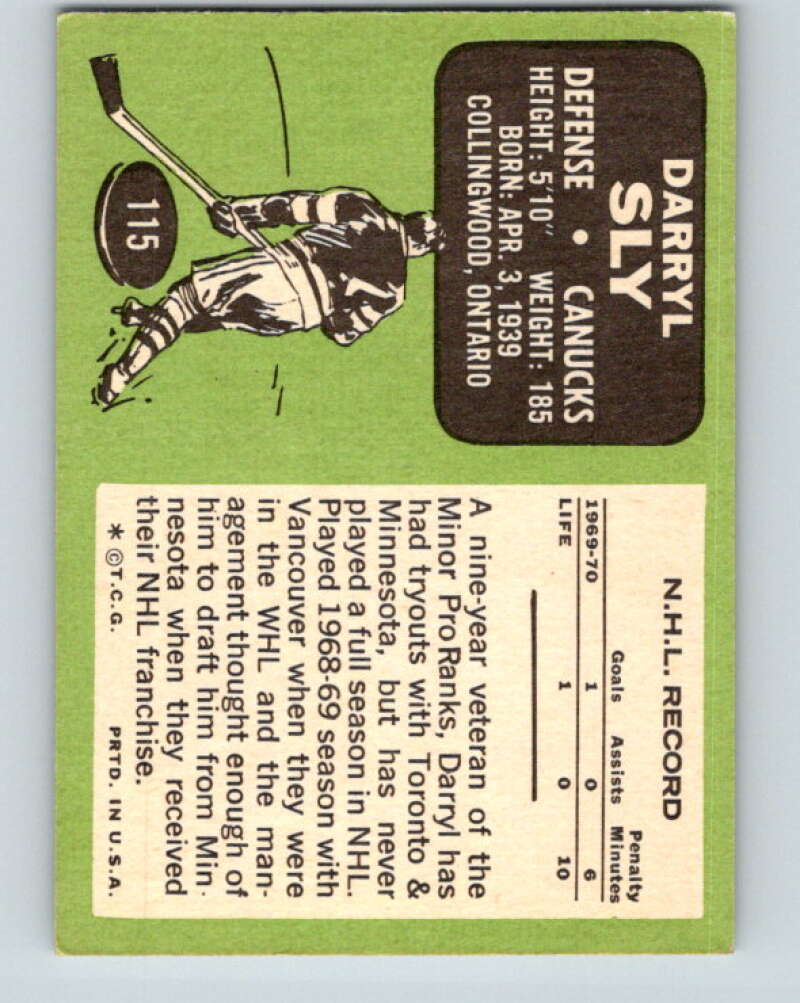 DARRYL
SLY
DEFENSE • CANUCKS
HEIGHT: 5'10" WEIGHT: 185
BORN: APR. 3, 1939
COLLINGWOOD, ONTARIO
115
N.H.L. RECORD
Goals Assists Penalty Minutes
1969-70 1 0 6
LIFE 1 0 10
A nine-year veteran of the
Minor Pro Ranks, Darryl has
had tryouts with Toronto &
Minnesota, but has never
played a full season in NHL.
Played 1968-69 season with
Vancouver when they were
in the WHL and the man-
agement thought enough of
him to draft him from Min-
nesota when they received
their NHL franchise.
* ©T.C.G. PRTD. IN U.S.A.